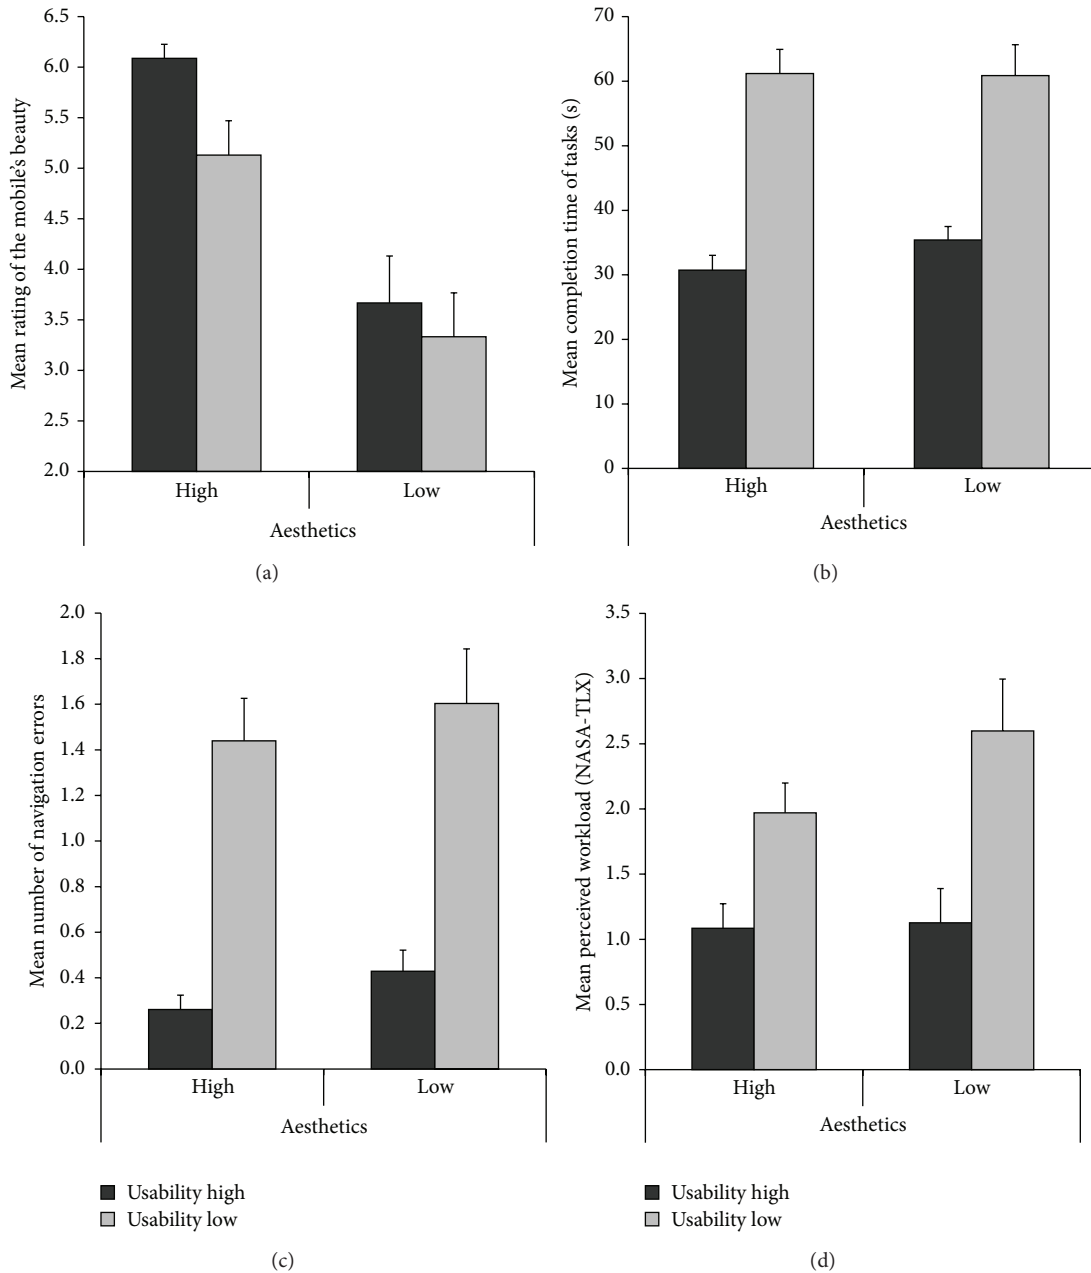 Mean rating of the mobile's beauty
6.5
6.0
5.5
5.0
4.5
4.0
3.5
3.0
2.5
2.0
High
Low
Aesthetics
(a)
Mean completion time of tasks (s)
70
60
50
40
30
20
10
0
High
Low
Aesthetics
(b)
Mean number of navigation errors
2.0
1.8
1.6
1.4
1.2
1.0
0.8
0.6
0.4
0.2
0.0
High
Low
Aesthetics
Usability high
Usability low
(c)
Mean perceived workload (NASA-TLX)
3.5
3.0
2.5
2.0
1.5
1.0
0.5
0.0
High
Low
Aesthetics
Usability high
Usability low
(d)